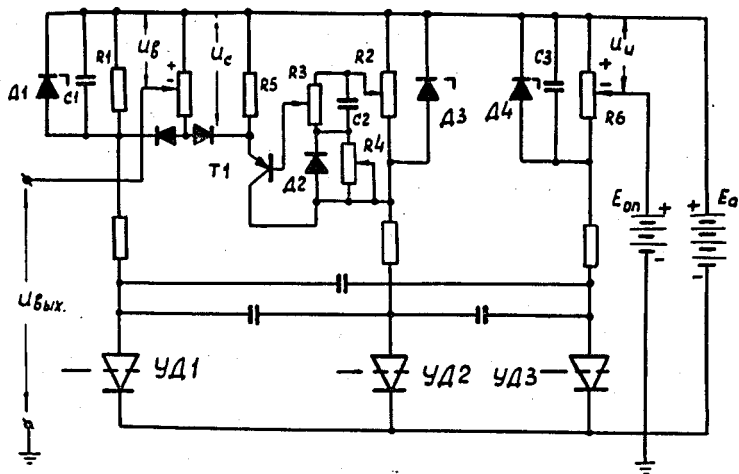 R1
Uв
+
-
Uс
R5
R3
R2
C2
Д1
C1
Д3
Д4
C3
+
-
R6
Uи
T1
Д2
R4
Eоп
+
-
+
Eа
-
Uвых.
УД1
УД2
УД3